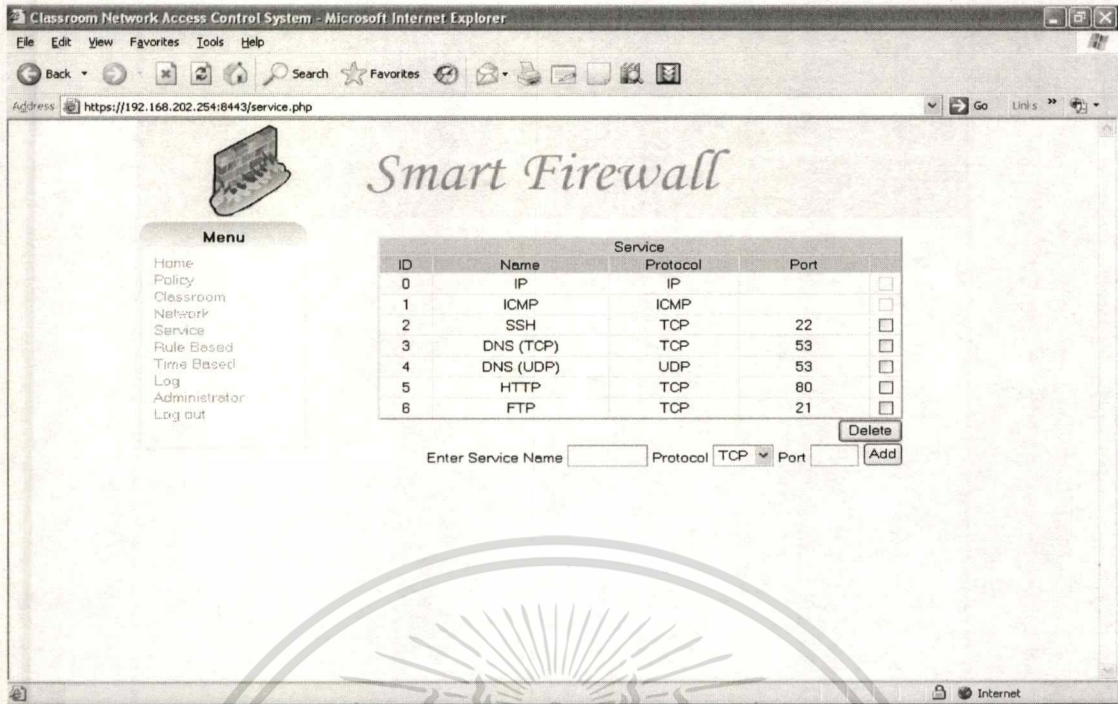 Classroom Network Access Control System - Microsoft Internet Explorer
File Edit View Favorites Tools Help
Back Search Favorites
Address https://192.168.202.254:8443/service.php Go Links »
Smart Firewall
Menu
Home
Policy
Classroom
Network
Service
Rule Based
Time Based
Log
Administrator
Log out
Service
ID Name Protocol Port
0 IP IP
1 ICMP ICMP
2 SSH TCP 22
3 DNS (TCP) TCP 53
4 DNS (UDP) UDP 53
5 HTTP TCP 80
6 FTP TCP 21
Delete
Enter Service Name Protocol TCP Port Add
Internet